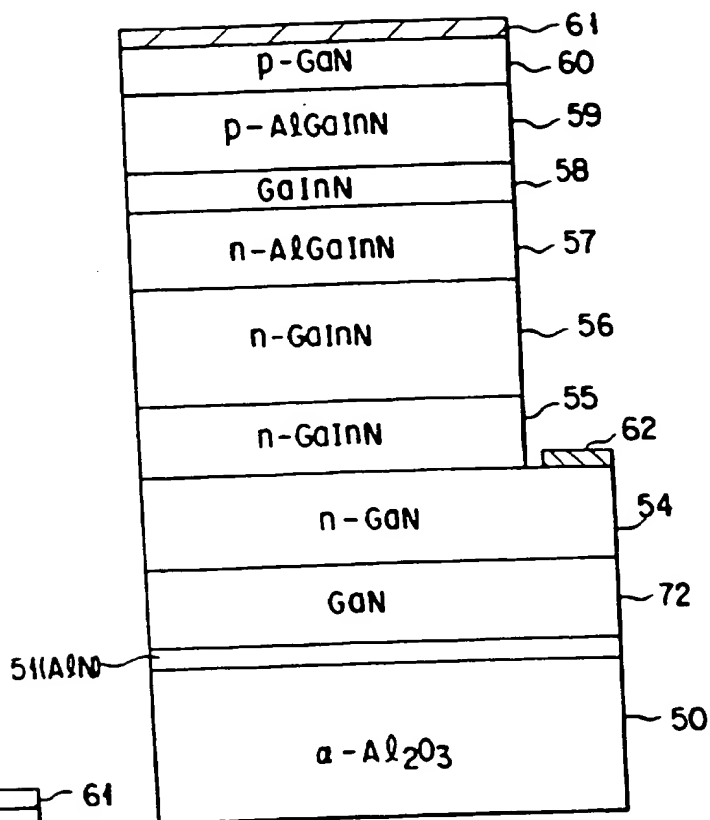 61
p-GaN
60
p-AlGaInN
59
GaInN
58
n-AlGaInN
57
n-GaInN
56
n-GaInN
55
62
n-GaN
54
GaN
72
51(AlN)
α-Al₂O₃
50
61